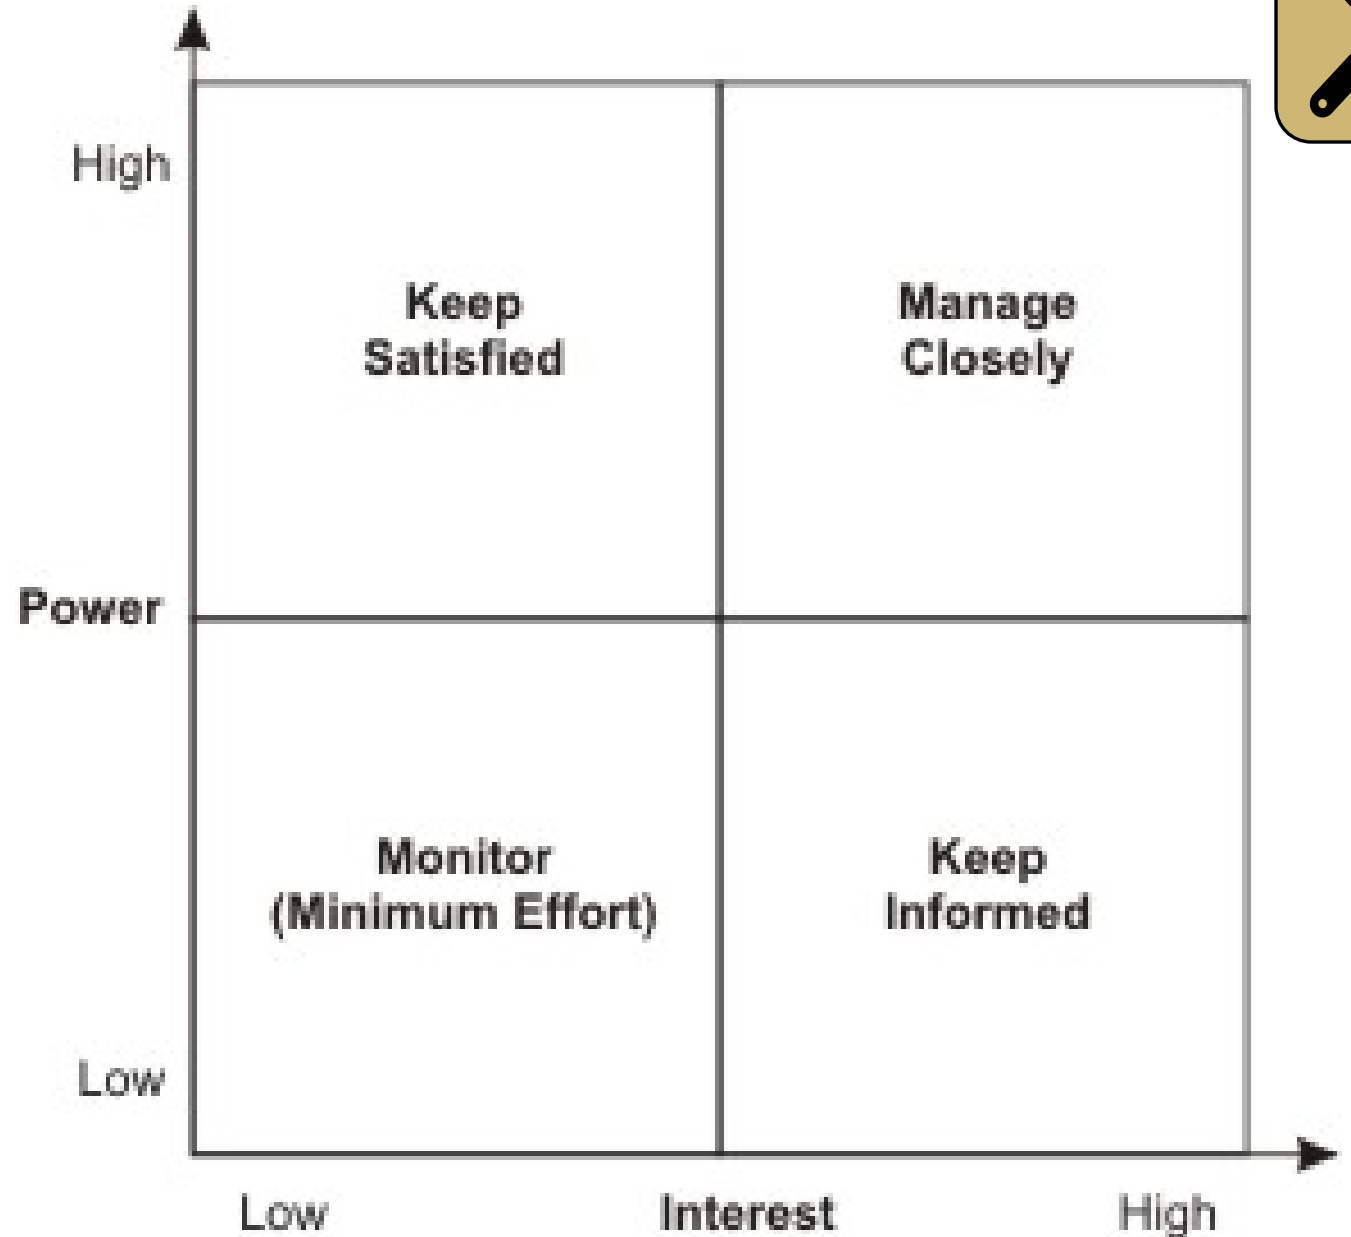 High
Keep
Satisfied
Manage
Closely
Power
Monitor
(Minimum Effort)
Keep
Informed
Low
Low
Interest
High